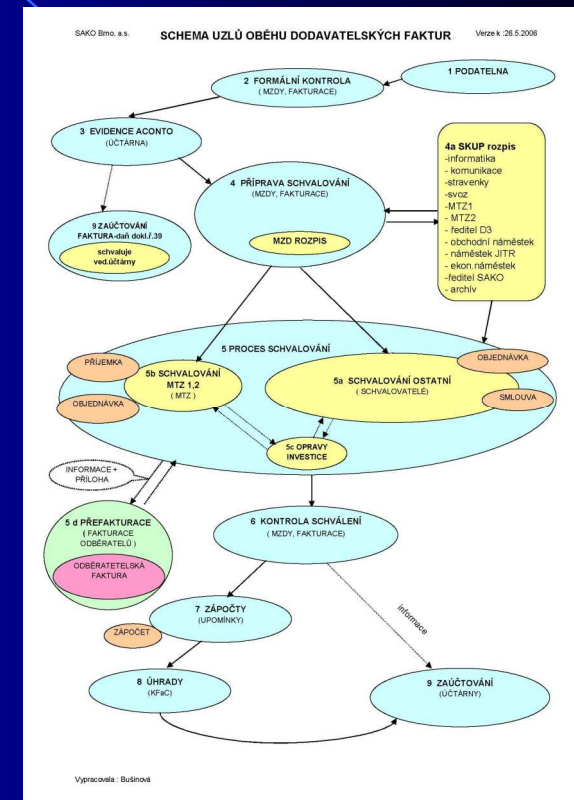 SAKO Brno, a.s.
SCHEMA UZLŮ OBĚHU DODAVATELSKÝCH FAKTUR
Verze k :26.5.2006
1 PODATELNA
2 FORMÁLNÍ KONTROLA
( MZDY, FAKTURACE)
3 EVIDENCE ACONTO
(ÚČTÁRNA)
4 PŘÍPRAVA SCHVALOVÁNÍ
(MZDY, FAKTURACE)
MZD ROZPIS
4a SKUP rozpis
-informatika
- komunikace
-stravenky
-svoz
-MTZ1
- MTZ2
- ředitel D3
- obchodní náměstek
- náměstek JITR
- ekon.náměstek
-ředitel SAKO
- archív
9 ZAÚČTOVÁNÍ
FAKTURA-daň dokl.ř.39
schvaluje
ved.účtárny
5 PROCES SCHVALOVÁNÍ
PŘÍJEMKA
5b SCHVALOVÁNÍ
MTZ 1,2
( MTZ )
OBJEDNÁVKA
OBJEDNÁVKA
5a SCHVALOVÁNÍ OSTATNÍ
( SCHVALOVATELÉ)
SMLOUVA
5c OPRAVY
INVESTICE
INFORMACE +
PŘÍLOHA
5 d PŘEFAKTURACE
( FAKTURACE
ODBĚRATELŮ )
ODBĚRATETELSKÁ
FAKTURA
6 KONTROLA SCHVÁLENÍ
(MZDY, FAKTURACE)
7 ZÁPOČTY
(UPOMÍNKY)
ZÁPOČET
informace
8 ÚHRADY
(KFaC)
9 ZAÚČTOVÁNÍ
(ÚČTÁRNY)
Vypracovala : Bušinová